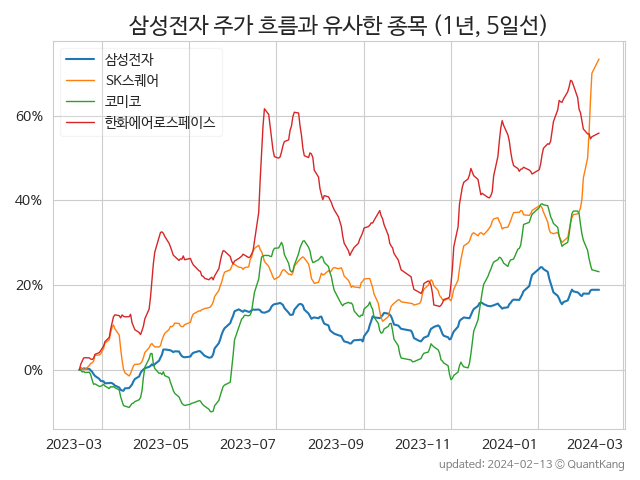 삼성전자 주가 흐름과 유사한 종목 (1년, 5일선)
삼성전자
SK스퀘어
코미코
한화에어로스페이스
60%
40%
20%
0%
2023-03 2023-05 2023-07 2023-09 2023-11 2024-01 2024-03
updated: 2024-02-13 ⓒ QuantKang